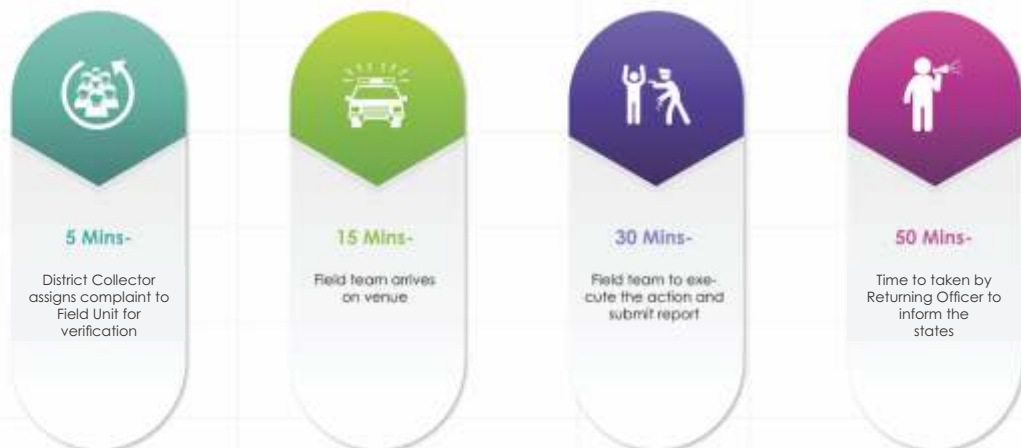 5 Mins-
District Collector
assigns complaint to
Field Unit for
verification
15 Mins-
Field team arrives
on venue
30 Mins-
Field team to exe-
cute the action and
submit report
50 Mins-
Time to taken by
Returning Officer to
inform the
states